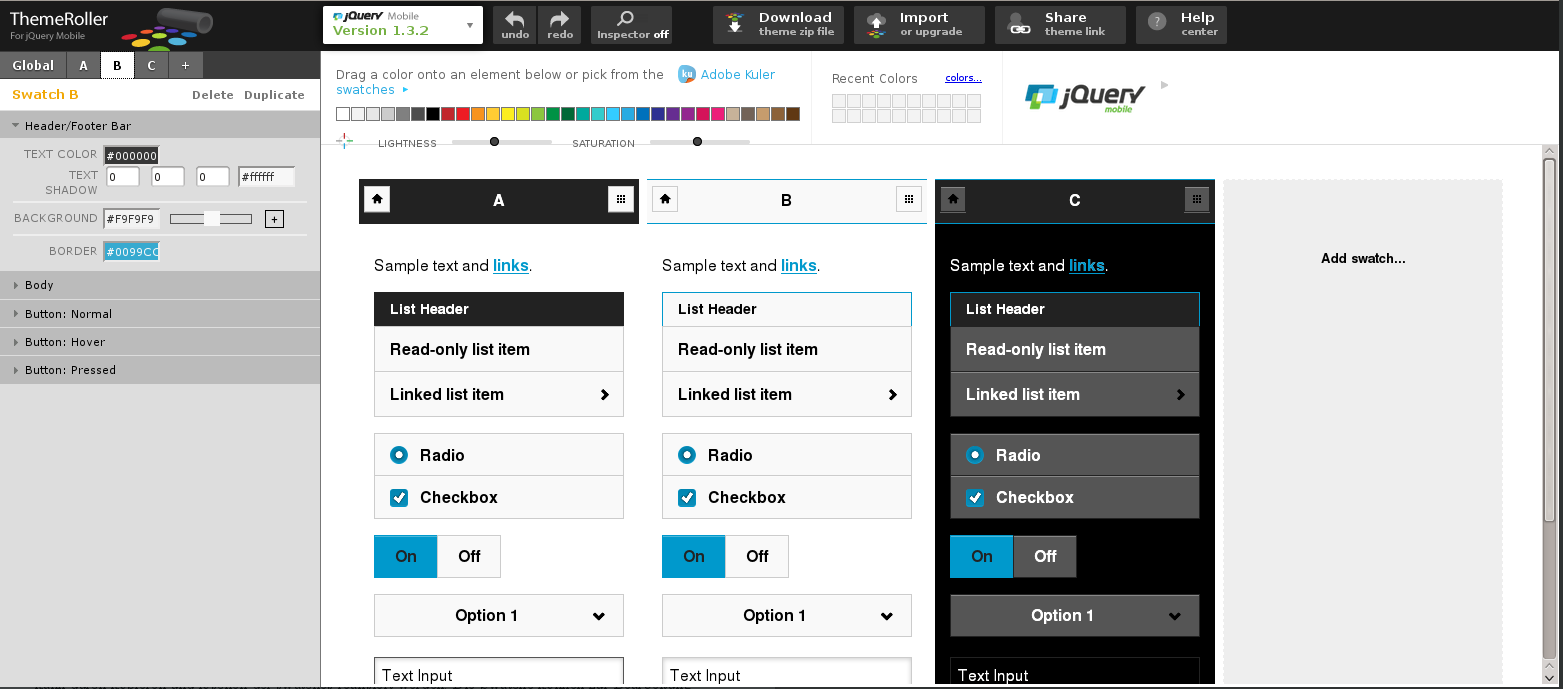 ThemeRoller
For jQuery Mobile
jQuery Mobile
Version 1.3.2
undo
redo
Inspector off
Download
theme zip file
Import
or upgrade
Share
theme link
?
Help
center
Global
A
B
C
+
Swatch B
Delete
Duplicate
Header/Footer Bar
TEXT COLOR
#000000
TEXT
SHADOW
0
0
0
#ffffff
BACKGROUND
#F9F9F9
+
BORDER
#0099CC
Body
Button: Normal
Button: Hover
Button: Pressed
Drag a color onto an element below or pick from the ku Adobe Kuler
swatches
LIGHTNESS
SATURATION
Recent Colors
colors...
jQuery
mobile
A
Sample text and links.
List Header
Read-only list item
Linked list item
Radio
Checkbox
On
Off
Option 1
Text Input
B
Sample text and links.
List Header
Read-only list item
Linked list item
Radio
Checkbox
On
Off
Option 1
Text Input
C
Sample text and links.
List Header
Read-only list item
Linked list item
Radio
Checkbox
On
Off
Option 1
Text Input
Add swatch...